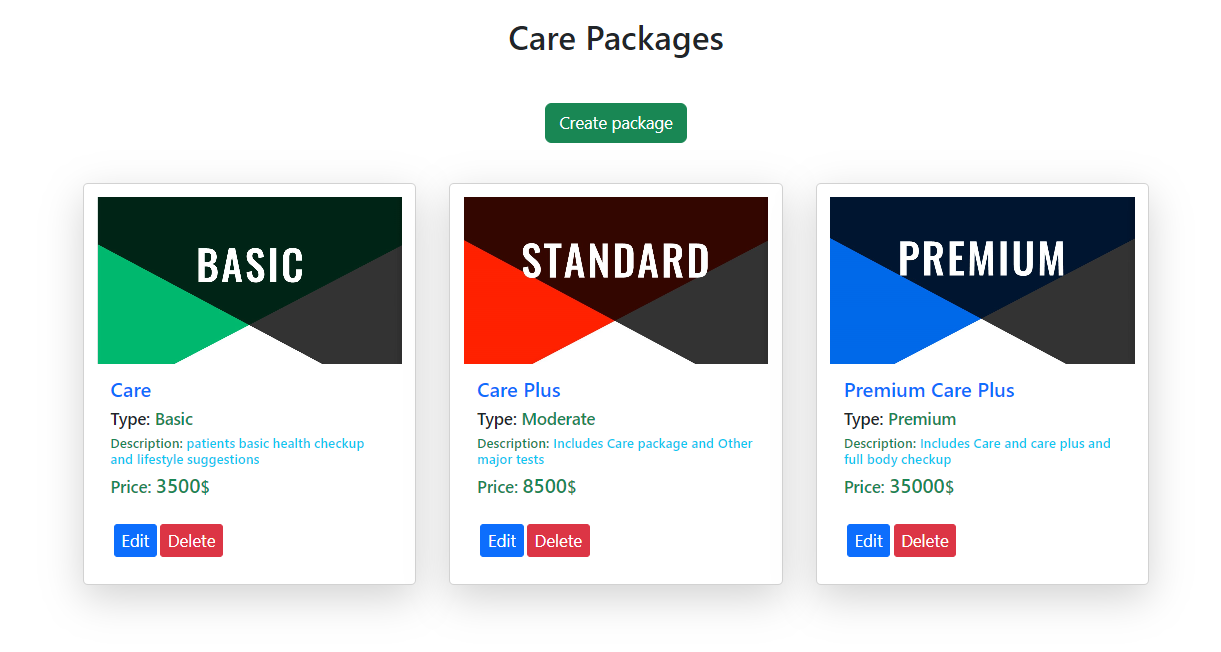 Care Packages
Create package
BASIC
Care
Type: Basic
Description: patients basic health checkup
and lifestyle suggestions
Price: 3500$
Edit Delete
STANDARD
Care Plus
Type: Moderate
Description: Includes Care package and Other
major tests
Price: 8500$
Edit Delete
PREMIUM
Premium Care Plus
Type: Premium
Description: Includes Care and care plus and
full body checkup
Price: 35000$
Edit Delete